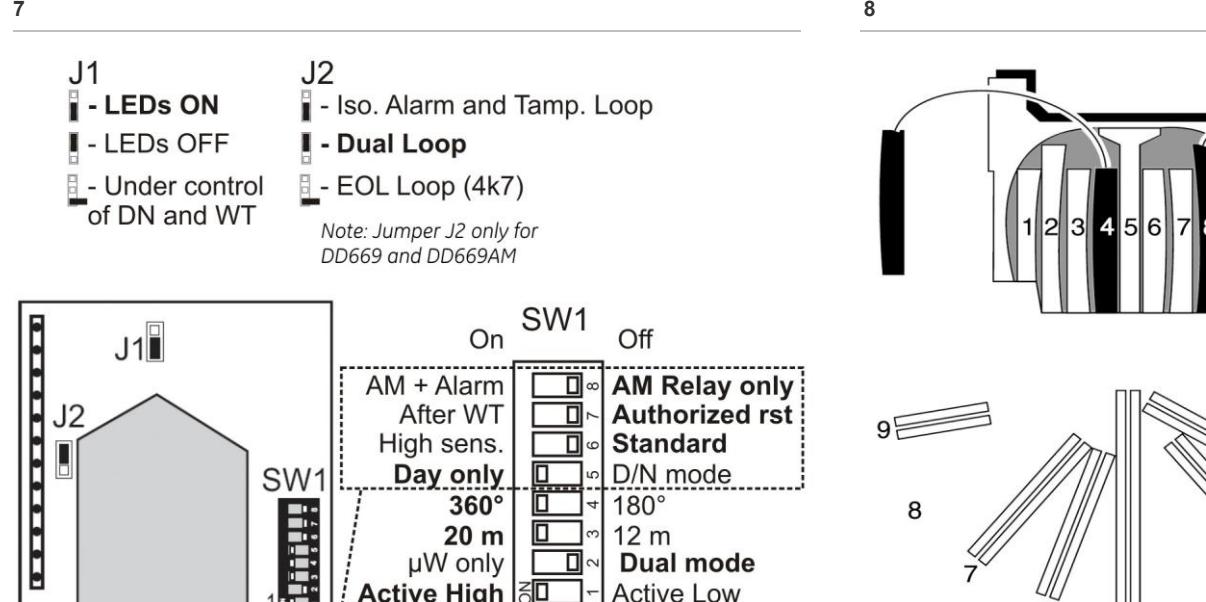 7
J1
- LEDs ON
- LEDs OFF
- Under control
of DN and WT
J2
- Iso. Alarm and Tamp. Loop
- Dual Loop
- EOL Loop (4k7)
Note: Jumper J2 only for
DD669 and DD669AM
J1
J2
SW1
1
SW1
On Off
AM + Alarm 8 AM Relay only
After WT 7 Authorized rst
High sens. 6 Standard
Day only 5 D/N mode
360° 4 180°
20 m 3 12 m
µW only 2 Dual mode
Active High ON 1 Active Low
8
1 2 3 4 5 6 7 8
9
8
7